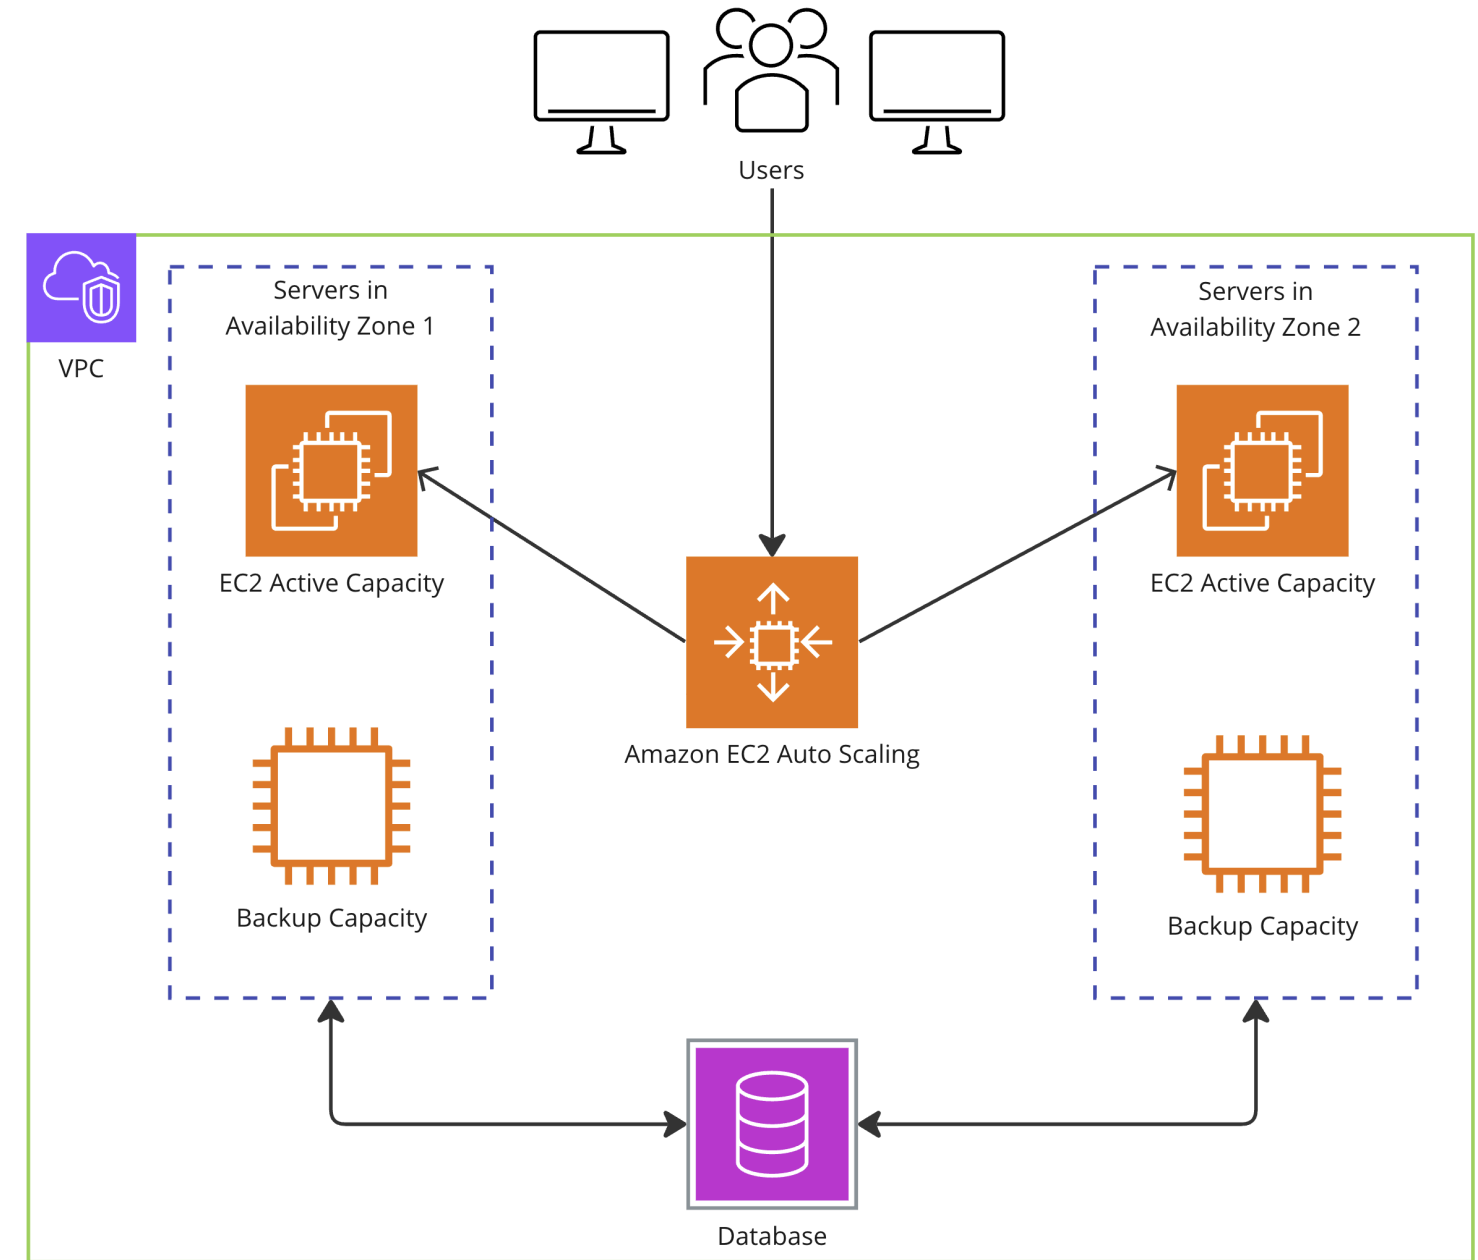 Users
VPC
Servers in
Availability Zone 1
Servers in
Availability Zone 2
EC2 Active Capacity
EC2 Active Capacity
Amazon EC2 Auto Scaling
Backup Capacity
Backup Capacity
Database